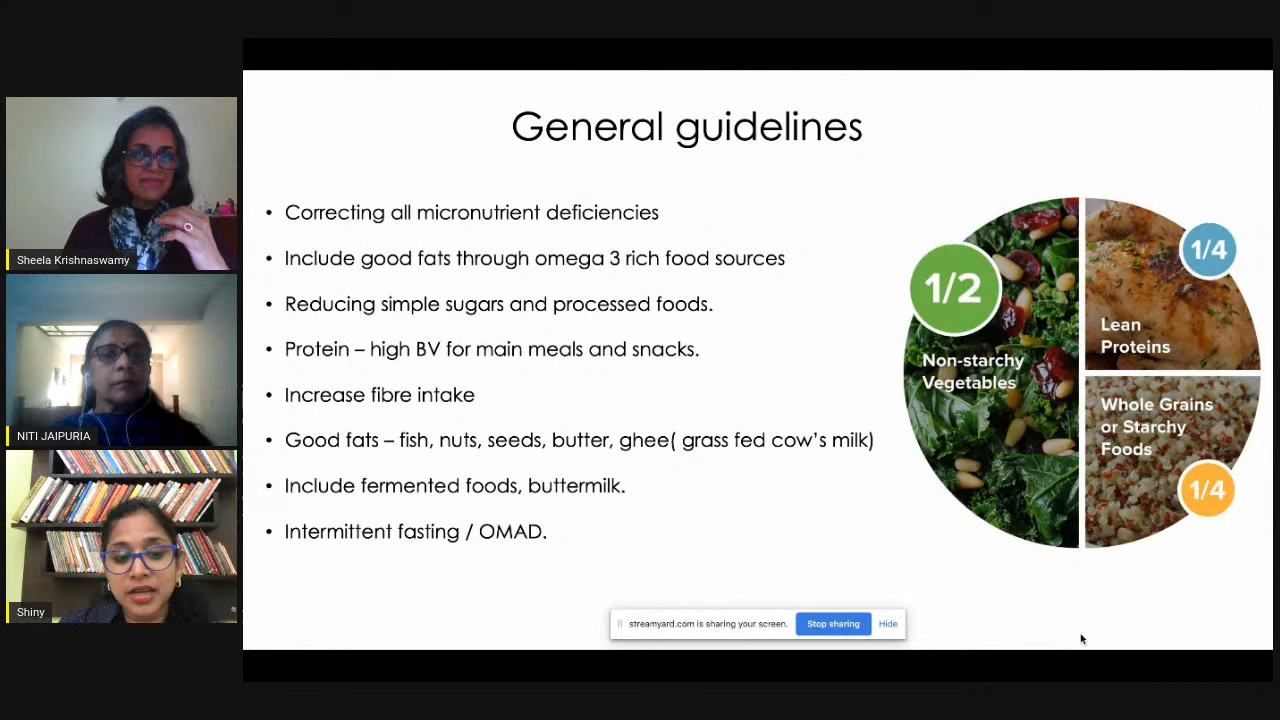 General guidelines
• Correcting all micronutrient deficiencies
• Include good fats through omega 3 rich food sources
• Reducing simple sugars and processed foods.
• Protein – high BV for main meals and snacks.
• Increase fibre intake
• Good fats – fish, nuts, seeds, butter, ghee( grass fed cow's milk)
• Include fermented foods, buttermilk.
• Intermittent fasting / OMAD.
1/2
Non-starchy
Vegetables
1/4
Lean
Proteins
Whole Grains
or Starchy
Foods
1/4
streamyard.com is sharing your screen. Stop sharing Hide
Sheela Krishnaswamy
NITI JAIPURIA
Shiny